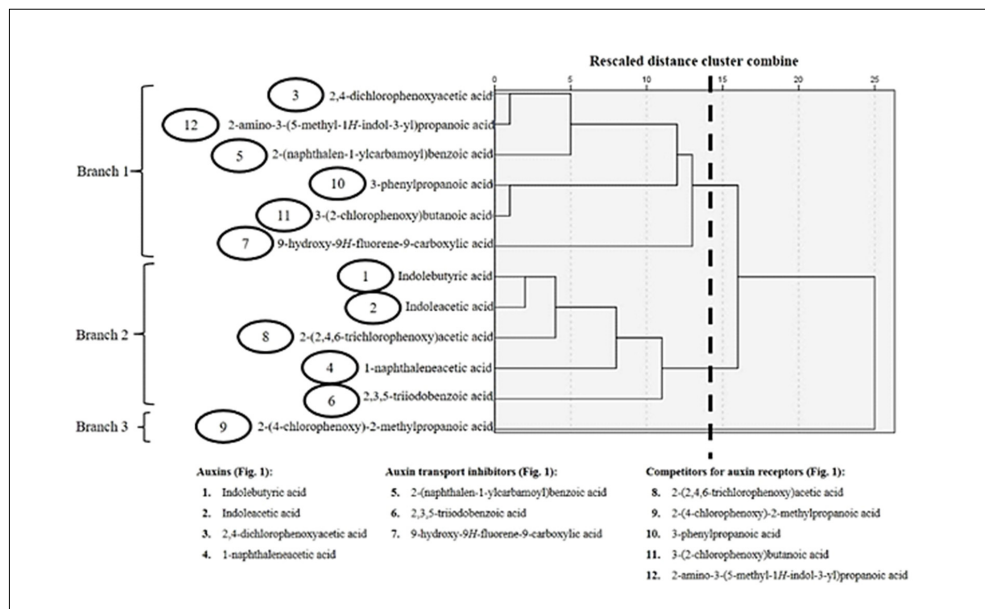 Rescaled distance cluster combine
0 5 10 15 20 25
3 2,4-dichlorophenoxyacetic acid
12 2-amino-3-(5-methyl-1H-indol-3-yl)propanoic acid
5 2-(naphthalen-1-ylcarbamoyl)benzoic acid
Branch 1
10 3-phenylpropanoic acid
11 3-(2-chlorophenoxy)butanoic acid
7 9-hydroxy-9H-fluorene-9-carboxylic acid
1 Indolebutyric acid
2 Indoleacetic acid
Branch 2
8 2-(2,4,6-trichlorophenoxy)acetic acid
4 1-naphthaleneacetic acid
6 2,3,5-triiodobenzoic acid
Branch 3
9 2-(4-chlorophenoxy)-2-methylpropanoic acid
Auxins (Fig. 1):
1. Indolebutyric acid
2. Indoleacetic acid
3. 2,4-dichlorophenoxyacetic acid
4. 1-naphthaleneacetic acid
Auxin transport inhibitors (Fig. 1):
5. 2-(naphthalen-1-ylcarbamoyl)benzoic acid
6. 2,3,5-triiodobenzoic acid
7. 9-hydroxy-9H-fluorene-9-carboxylic acid
Competitors for auxin receptors (Fig. 1):
8. 2-(2,4,6-trichlorophenoxy)acetic acid
9. 2-(4-chlorophenoxy)-2-methylpropanoic acid
10. 3-phenylpropanoic acid
11. 3-(2-chlorophenoxy)butanoic acid
12. 2-amino-3-(5-methyl-1H-indol-3-yl)propanoic acid